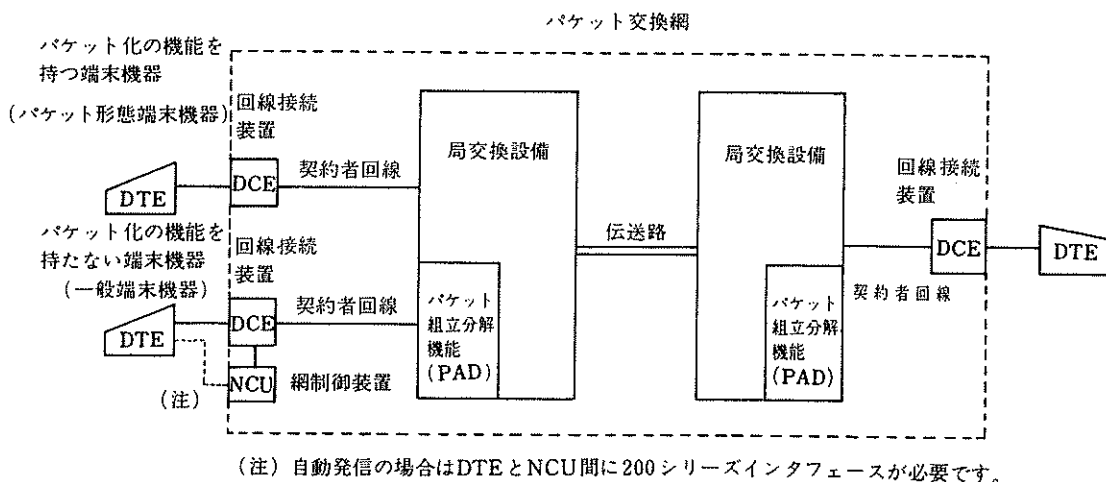 パケット交換網
パケット化の機能を
持つ端末機器
(パケット形態端末機器)
回線接続
装置
DTE
DCE
契約者回線
局交換設備
パケット化の機能を
持たない端末機器
(一般端末機器)
回線接続
装置
DTE
DCE
契約者回線
NCU
網制御装置
(注)
パケット
組立分解
機能
(PAD)
伝送路
局交換設備
パケット
組立分解
機能
(PAD)
回線接続
装置
DCE
契約者回線
DTE
(注) 自動発信の場合はDTEとNCU間に200シリーズインタフェースが必要です。